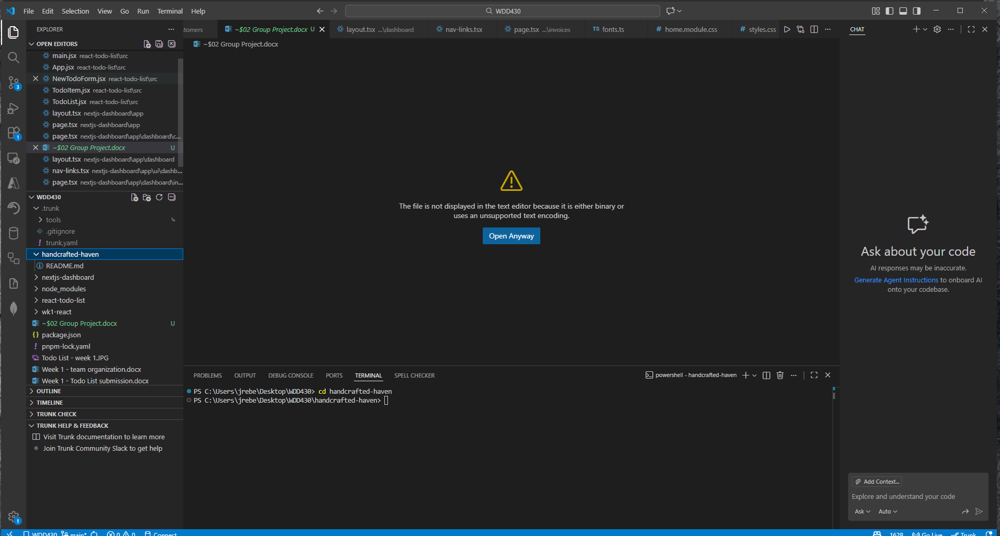 File Edit Selection View Go Run Terminal Help
WDD430
EXPLORER
OPEN EDITORS
main.jsx react-todo-list\src
App.jsx react-todo-list\src
NewTodoForm.jsx react-todo-list\src
TodoItem.jsx react-todo-list\src
TodoList.jsx react-todo-list\src
layout.tsx nextjs-dashboard\app
page.tsx nextjs-dashboard\app
page.tsx nextjs-dashboard\app\dashboard\c...
~$02 Group Project.docx U
layout.tsx nextjs-dashboard\app\dashboard
nav-links.tsx nextjs-dashboard\app\ui\dashb...
page.tsx nextjs-dashboard\app\dashboard\in...
WDD430
.trunk
tools
.gitignore
trunk.yaml
handcrafted-haven
README.md
nextjs-dashboard
node_modules
react-todo-list
wk1-react
~$02 Group Project.docx U
package.json
pnpm-lock.yaml
Todo List - week 1.JPG
Week 1 - team organization.docx
Week 1 - Todo List submission.docx
OUTLINE
TIMELINE
TRUNK CHECK
TRUNK HELP & FEEDBACK
Visit Trunk documentation to learn more
Join Trunk Community Slack to get help
3
1
1
~$02 Group Project.docx U layout.tsx ...\dashboard nav-links.tsx page.tsx ...\invoices TS fonts.ts # home.module.css # styles.css
~$02 Group Project.docx
The file is not displayed in the text editor because it is either binary or
uses an unsupported text encoding.
Open Anyway
PROBLEMS OUTPUT DEBUG CONSOLE PORTS TERMINAL SPELL CHECKER
powershell - handcrafted-haven
PS C:\Users\jrebe\Desktop\WDD430> cd handcrafted-haven
PS C:\Users\jrebe\Desktop\WDD430\handcrafted-haven>
CHAT
Ask about your code
AI responses may be inaccurate.
Generate Agent Instructions to onboard AI
onto your codebase.
Add Context...
Explore and understand your code
Ask Auto
WDD430 main* 0 0 Connect
162B Go Live Trunk